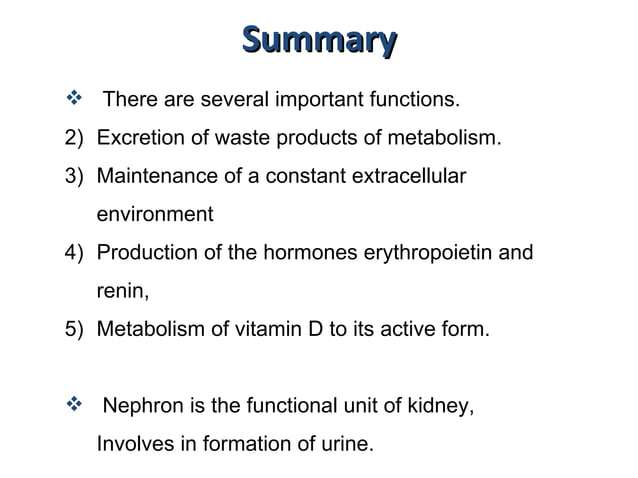 Summary
❖ There are several important functions.
2) Excretion of waste products of metabolism.
3) Maintenance of a constant extracellular
environment
4) Production of the hormones erythropoietin and
renin,
5) Metabolism of vitamin D to its active form.
❖ Nephron is the functional unit of kidney,
Involves in formation of urine.